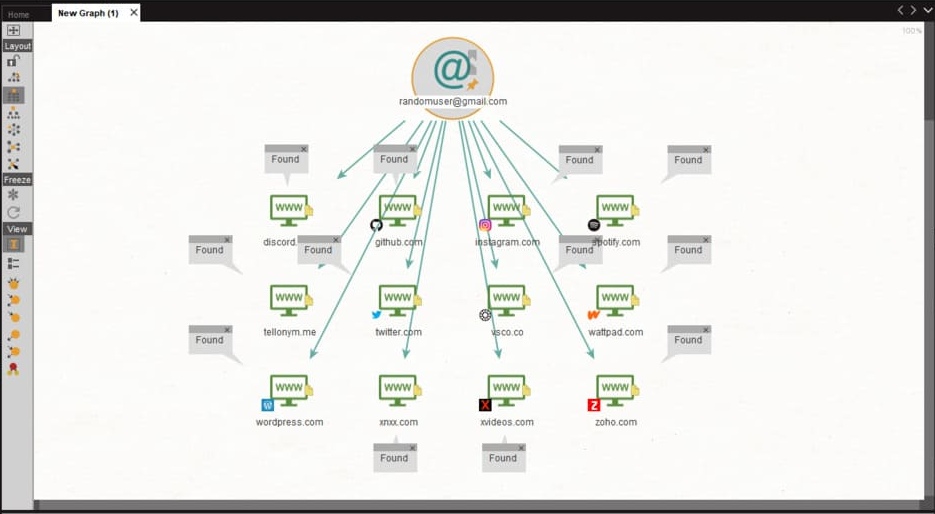 Home
New Graph (1)
100%
Layout
Freeze
View
@
randomuser@gmail.com
Found
Found
Found
Found
WWW
WWW
WWW
WWW
discord.
github.com
instagram.com
spotify.com
Found
Found
Found
Found
WWW
WWW
WWW
WWW
tellonym.me
twitter.com
vsco.co
wattpad.com
Found
Found
WWW
WWW
WWW
WWW
wordpress.com
xnxx.com
xvideos.com
zoho.com
Found
Found